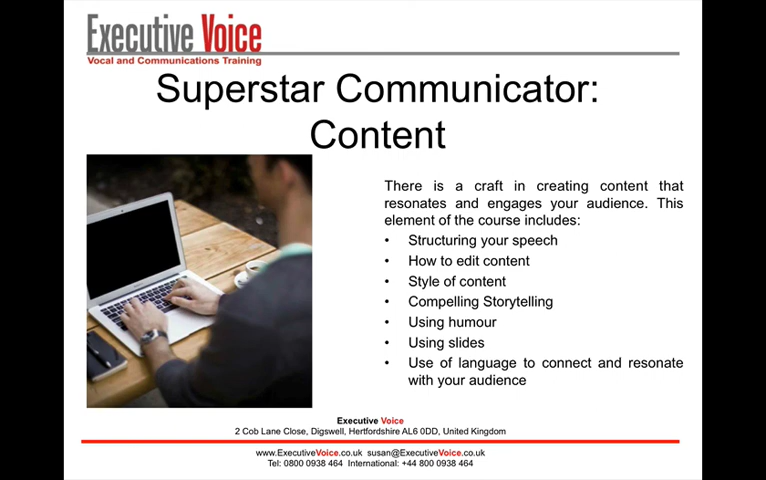 Executive Voice
Vocal and Communications Training
Superstar Communicator:
Content
There is a craft in creating content that
resonates and engages your audience. This
element of the course includes:
• Structuring your speech
• How to edit content
• Style of content
• Compelling Storytelling
• Using humour
• Using slides
• Use of language to connect and resonate
with your audience
Executive Voice
2 Cob Lane Close, Digswell, Hertfordshire AL6 0DD, United Kingdom
www.ExecutiveVoice.co.uk susan@ExecutiveVoice.co.uk
Tel: 0800 0938 464 International: +44 800 0938 464